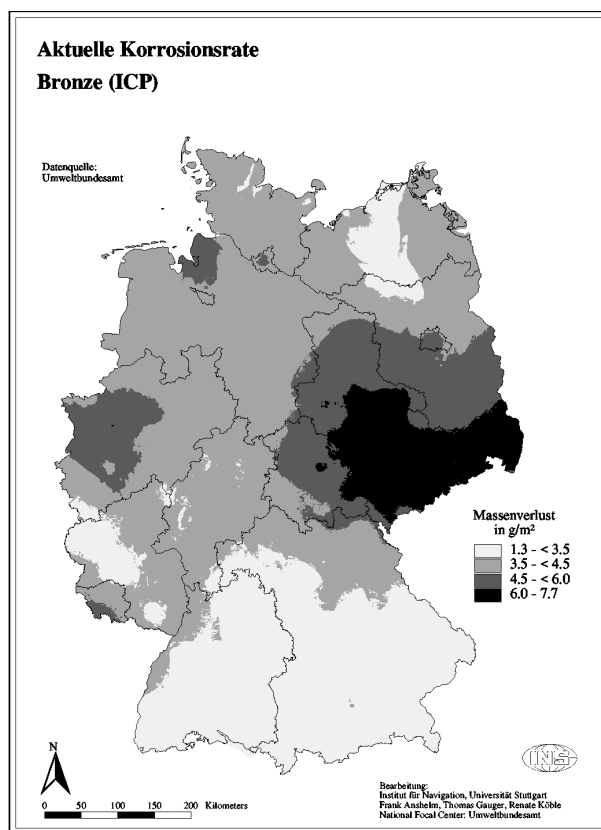 Aktuelle Korrosionsrate
Bronze (ICP)
Datenquelle:
Umweltbundesamt
Massenverlust
in g/m²
1.3 - < 3.5
3.5 - < 4.5
4.5 - < 6.0
6.0 - 7.7
N
0 50 100 150 200 Kilometers
INS
Bearbeitung:
Institut für Navigation, Universität Stuttgart
Frank Anshelm, Thomas Gauger, Renate Köble
National Focal Center: Umweltbundesamt